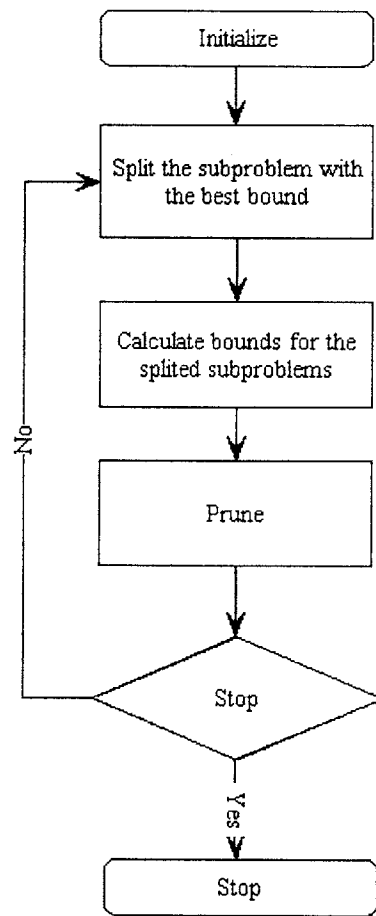 Initialize
Split the subproblem with
the best bound
Calculate bounds for the
splited subproblems
Prune
No
Stop
Yes
Stop